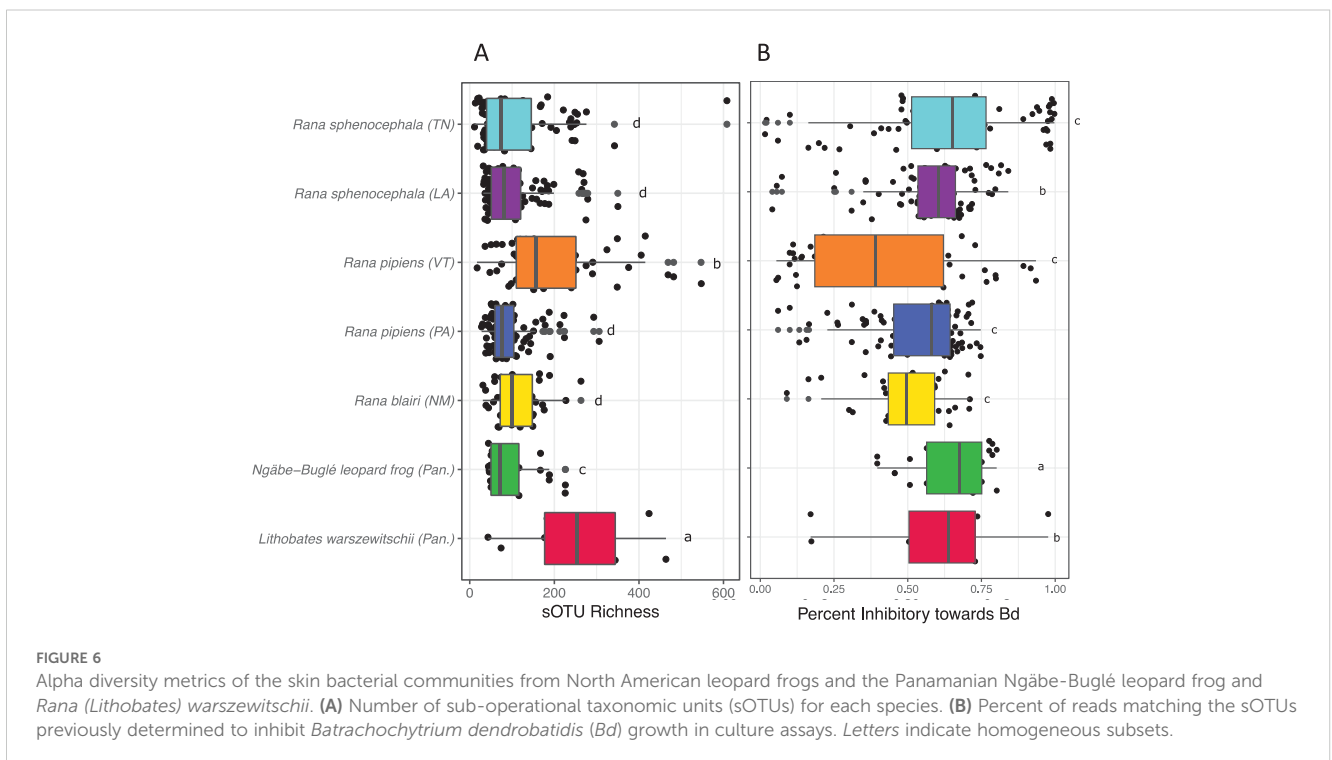 A B
Rana sphenocephala (TN) d c
Rana sphenocephala (LA) d b
Rana pipiens (VT) b c
Rana pipiens (PA) d c
Rana blairi (NM) d c
Ngäbe–Buglé leopard frog (Pan.) c a
Lithobates warszewitschii (Pan.) a b
0 200 400 600 0.00 0.25 0.50 0.75 1.00
sOTU Richness Percent Inhibitory towards Bd
FIGURE 6
Alpha diversity metrics of the skin bacterial communities from North American leopard frogs and the Panamanian Ngäbe-Buglé leopard frog and
Rana (Lithobates) warszewitschii. (A) Number of sub-operational taxonomic units (sOTUs) for each species. (B) Percent of reads matching the sOTUs
previously determined to inhibit Batrachochytrium dendrobatidis (Bd) growth in culture assays. Letters indicate homogeneous subsets.